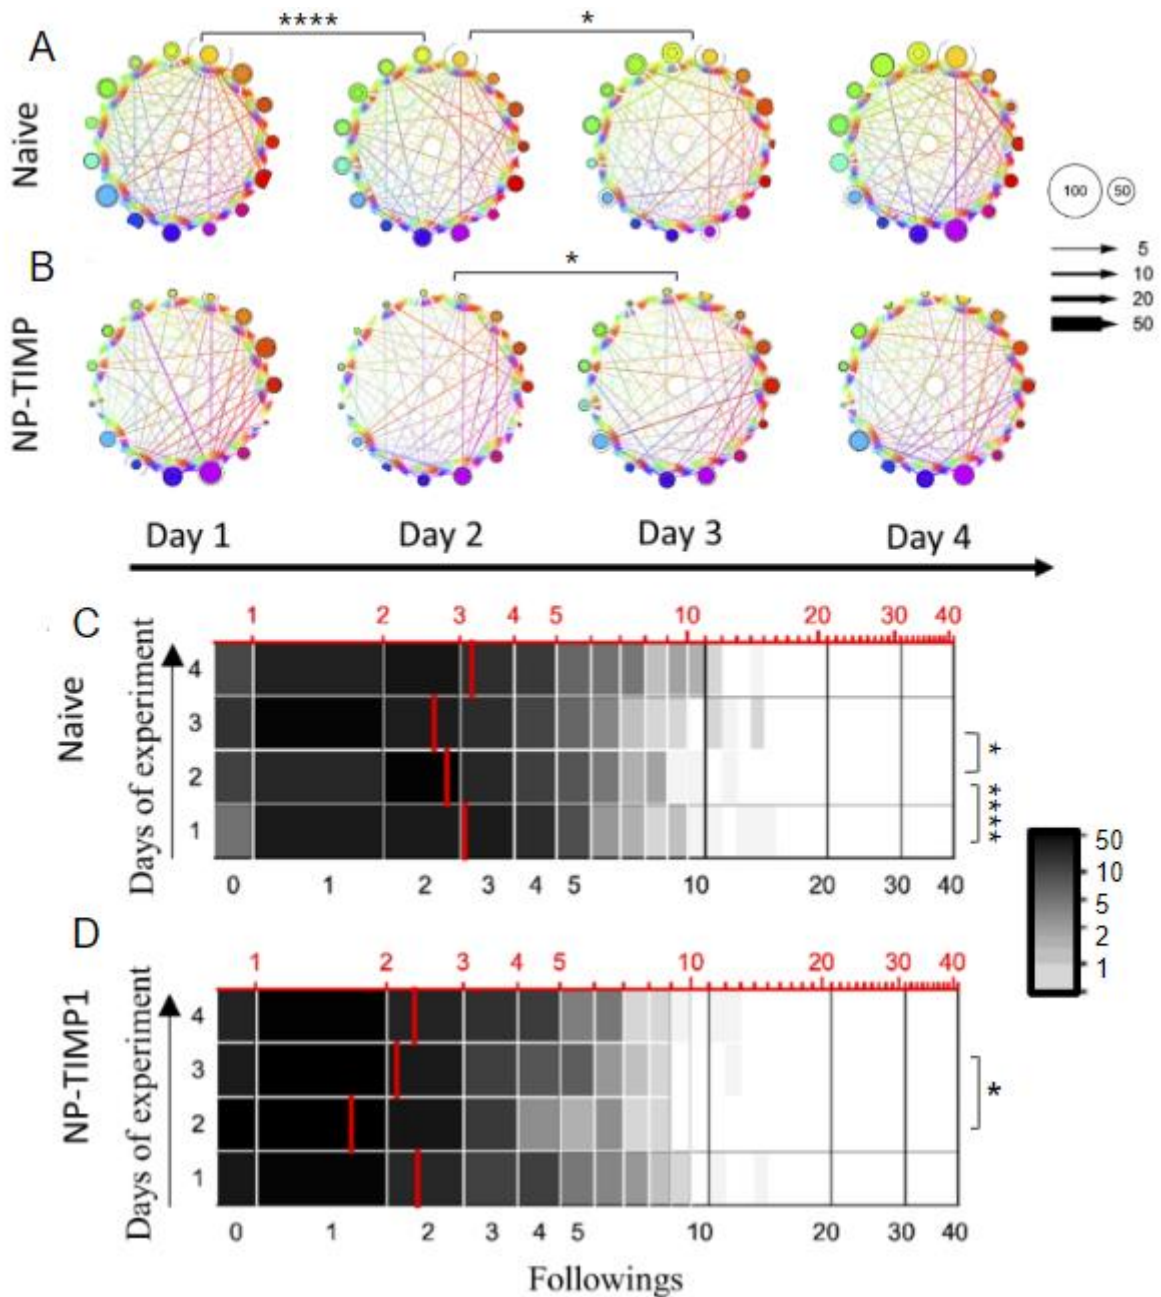 A
Naive
****
*
100
50
5
10
20
50
B
NP-TIMP
*
Day 1 Day 2 Day 3 Day 4
C
Naive
Days of experiment
1 2 3 4 5 10 20 30 40
4
3
2
1
0 1 2 3 4 5 10 20 30 40
*
****
50
10
5
2
1
D
NP-TIMP1
Days of experiment
1 2 3 4 5 10 20 30 40
4
3
2
1
0 1 2 3 4 5 10 20 30 40
*
Followings